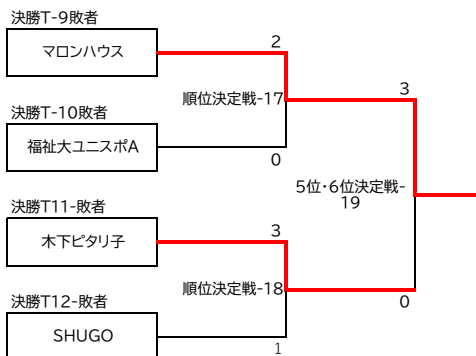 決勝T-9敗者
マロンハウス
2
順位決定戦-17
3
決勝T-10敗者
福祉大ユニスポA
0
5位・6位決定戦-
19
決勝T11-敗者
木下ピタリ子
3
順位決定戦-18
0
決勝T12-敗者
SHUGO
1